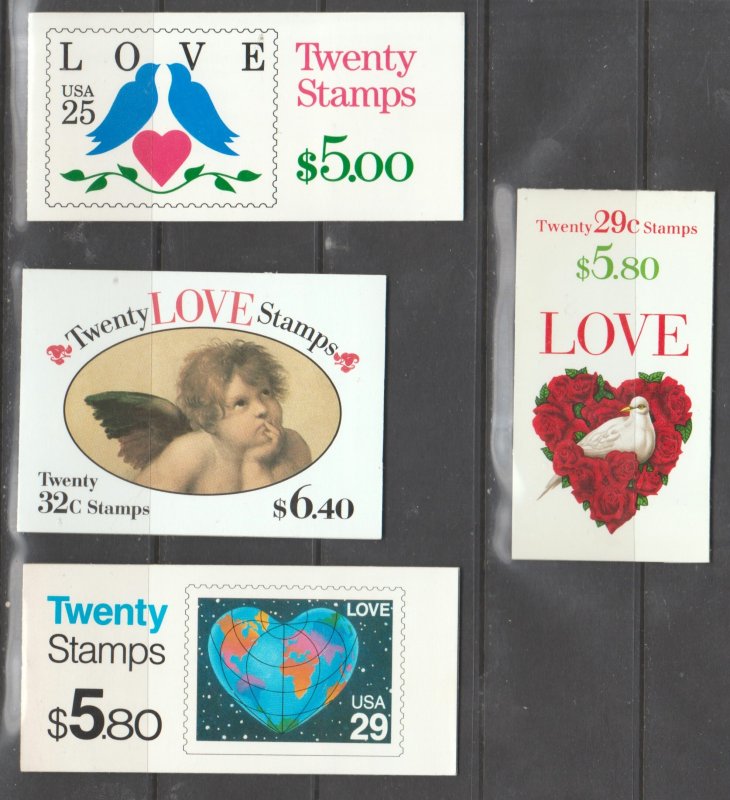 LOVE
USA
25
Twenty
Stamps
$5.00
Twenty 29c Stamps
$5.80
LOVE
Twenty LOVE Stamps
Twenty
32c Stamps
$6.40
Twenty
Stamps
$5.80
LOVE
USA
29